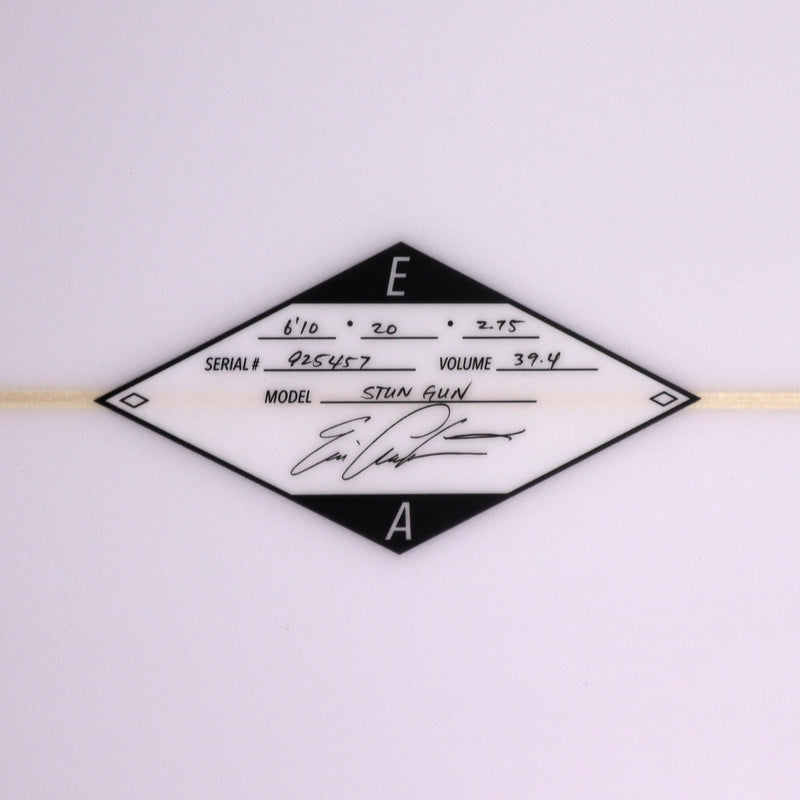 E
6'10 • 20 • 2.75
SERIAL # 925457 VOLUME 39.4
MODEL STUN GUN
A